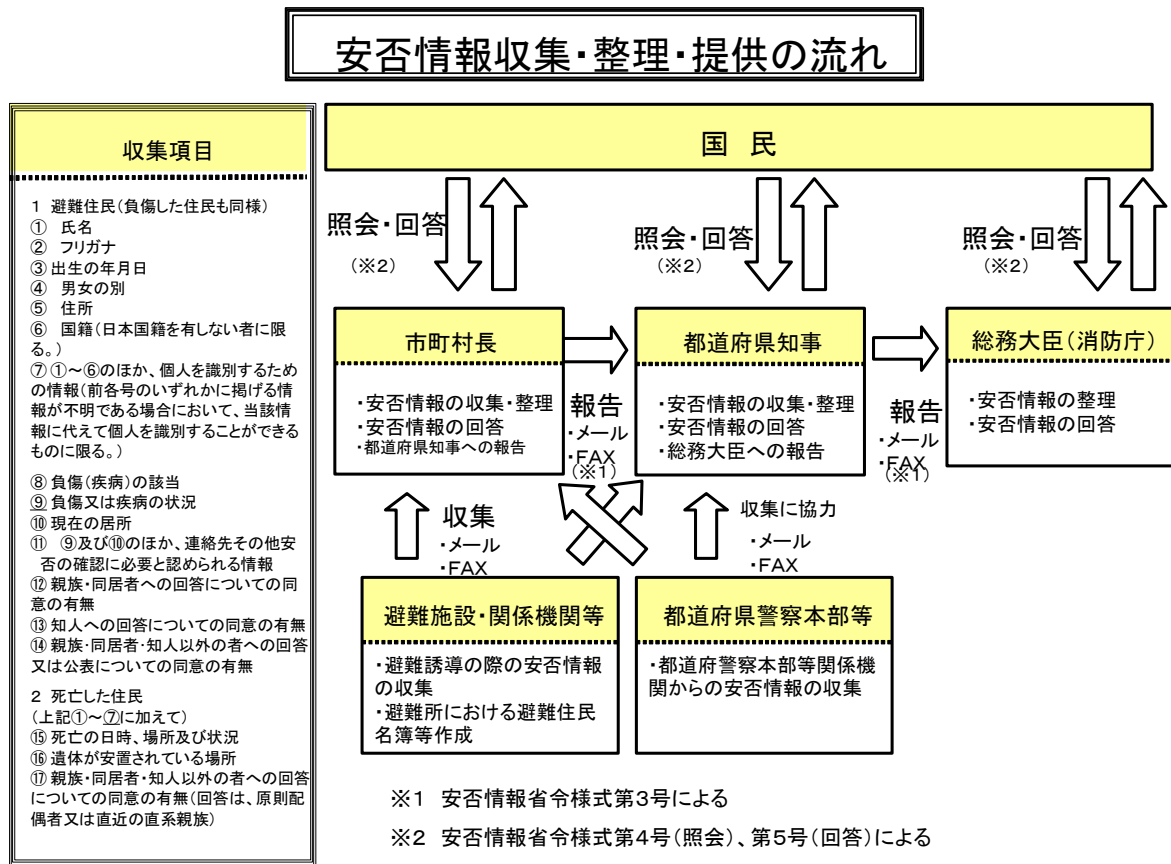 安否情報収集・整理・提供の流れ
収集項目
1 避難住民(負傷した住民も同様)
① 氏名
② フリガナ
③ 出生の年月日
④ 男女の別
⑤ 住所
⑥ 国籍(日本国籍を有しない者に限
る。)
⑦ ①～⑥のほか、個人を識別するため
の情報(前各号のいずれかに掲げる情
報が不明である場合において、当該情
報に代えて個人を識別することができる
ものに限る。)
⑧ 負傷(疾病)の該当
⑨ 負傷又は疾病の状況
⑩ 現在の居所
⑪ ⑨及び⑩のほか、連絡先その他安
否の確認に必要と認められる情報
⑫ 親族・同居者への回答についての同
意の有無
⑬ 知人への回答についての同意の有無
⑭ 親族・同居者・知人以外の者への回答
又は公表についての同意の有無
2 死亡した住民
(上記①～⑦に加えて)
⑮ 死亡の日時、場所及び状況
⑯ 遺体が安置されている場所
⑰ 親族・同居者・知人以外の者への回答
についての同意の有無(回答は、原則配
偶者又は直近の直系親族)
国 民
照会・回答
(※2)
照会・回答
(※2)
照会・回答
(※2)
市町村長
・安否情報の収集・整理
・安否情報の回答
・都道府県知事への報告
報告
・メール
・FAX
(※1)
都道府県知事
・安否情報の収集・整理
・安否情報の回答
・総務大臣への報告
報告
・メール
・FAX
(※1)
総務大臣(消防庁)
・安否情報の整理
・安否情報の回答
収集
・メール
・FAX
収集に協力
・メール
・FAX
避難施設・関係機関等
・避難誘導の際の安否情報
の収集
・避難所における避難住民
名簿等作成
都道府県警察本部等
・都道府警察本部等関係機
関からの安否情報の収集
※1 安否情報省令様式第3号による
※2 安否情報省令様式第4号(照会)、第5号(回答)による